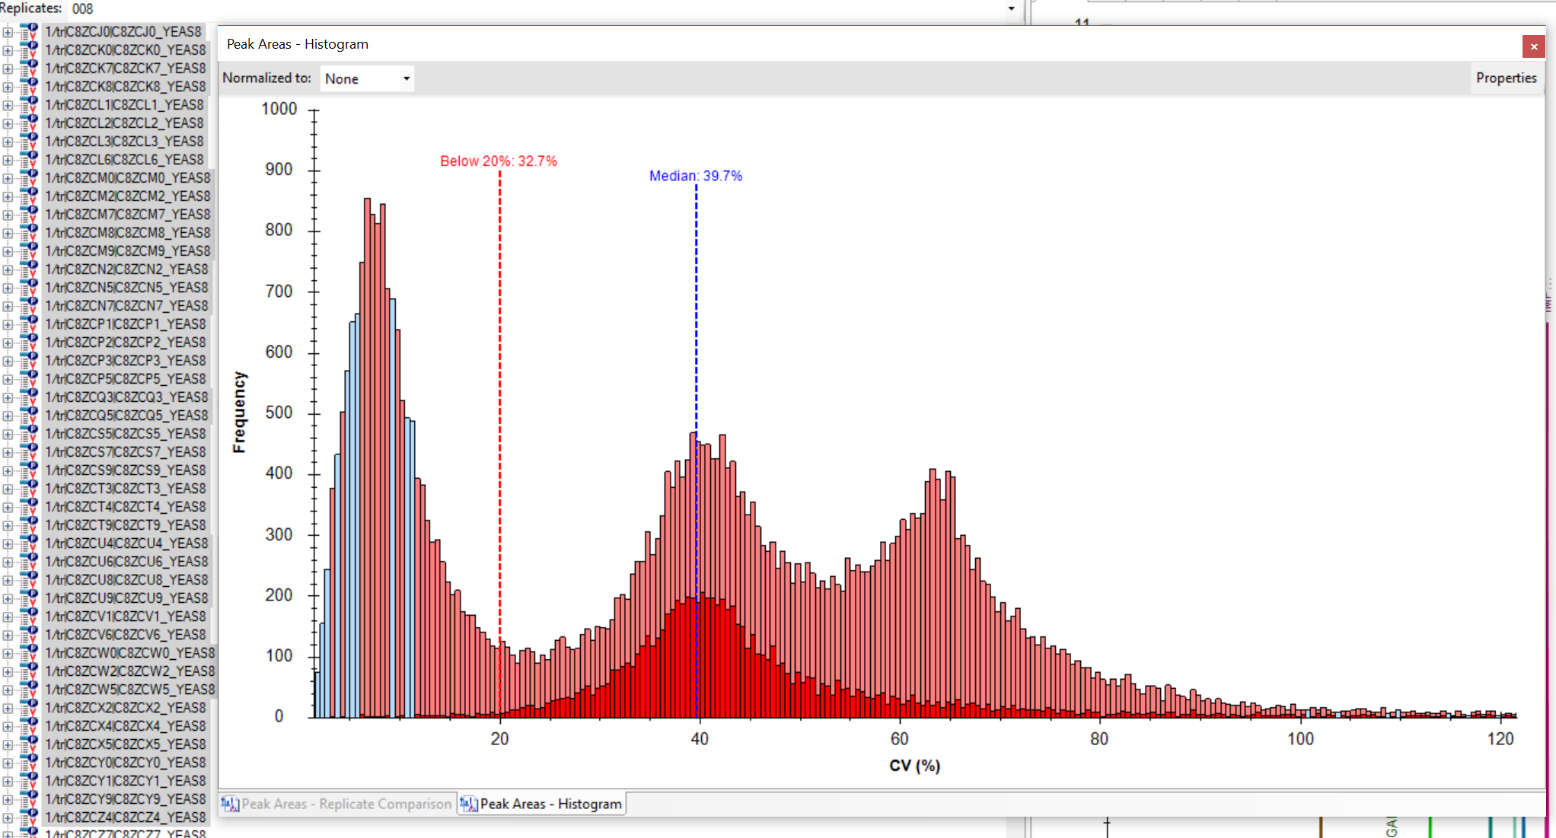 Replicates: 008
1/tr|C8ZCJ0|C8ZCJ0_YEAS8
1/tr|C8ZCK0|C8ZCK0_YEAS8
1/tr|C8ZCK7|C8ZCK7_YEAS8
1/tr|C8ZCK8|C8ZCK8_YEAS8
1/tr|C8ZCL1|C8ZCL1_YEAS8
1/tr|C8ZCL2|C8ZCL2_YEAS8
1/tr|C8ZCL3|C8ZCL3_YEAS8
1/tr|C8ZCL6|C8ZCL6_YEAS8
1/tr|C8ZCM0|C8ZCM0_YEAS8
1/tr|C8ZCM2|C8ZCM2_YEAS8
1/tr|C8ZCM7|C8ZCM7_YEAS8
1/tr|C8ZCM8|C8ZCM8_YEAS8
1/tr|C8ZCM9|C8ZCM9_YEAS8
1/tr|C8ZCN2|C8ZCN2_YEAS8
1/tr|C8ZCN5|C8ZCN5_YEAS8
1/tr|C8ZCN7|C8ZCN7_YEAS8
1/tr|C8ZCP1|C8ZCP1_YEAS8
1/tr|C8ZCP2|C8ZCP2_YEAS8
1/tr|C8ZCP3|C8ZCP3_YEAS8
1/tr|C8ZCP5|C8ZCP5_YEAS8
1/tr|C8ZCQ3|C8ZCQ3_YEAS8
1/tr|C8ZCQ5|C8ZCQ5_YEAS8
1/tr|C8ZCS5|C8ZCS5_YEAS8
1/tr|C8ZCS7|C8ZCS7_YEAS8
1/tr|C8ZCS9|C8ZCS9_YEAS8
1/tr|C8ZCT3|C8ZCT3_YEAS8
1/tr|C8ZCT4|C8ZCT4_YEAS8
1/tr|C8ZCT9|C8ZCT9_YEAS8
1/tr|C8ZCU4|C8ZCU4_YEAS8
1/tr|C8ZCU6|C8ZCU6_YEAS8
1/tr|C8ZCU8|C8ZCU8_YEAS8
1/tr|C8ZCU9|C8ZCU9_YEAS8
1/tr|C8ZCV1|C8ZCV1_YEAS8
1/tr|C8ZCV6|C8ZCV6_YEAS8
1/tr|C8ZCW0|C8ZCW0_YEAS8
1/tr|C8ZCW2|C8ZCW2_YEAS8
1/tr|C8ZCW5|C8ZCW5_YEAS8
1/tr|C8ZCX2|C8ZCX2_YEAS8
1/tr|C8ZCX4|C8ZCX4_YEAS8
1/tr|C8ZCX5|C8ZCX5_YEAS8
1/tr|C8ZCY0|C8ZCY0_YEAS8
1/tr|C8ZCY1|C8ZCY1_YEAS8
1/tr|C8ZCY9|C8ZCY9_YEAS8
1/tr|C8ZCZ4|C8ZCZ4_YEAS8
1/tr|C8ZCZ7|C8ZCZ7_YEAS8
Peak Areas - Histogram
Normalized to: None
Properties
1000
900
800
700
600
500
400
300
200
100
0
Frequency
Below 20%: 32.7%
Median: 39.7%
20 40 60 80 100 120
CV (%)
Peak Areas - Replicate Comparison
Peak Areas - Histogram
11
GAI